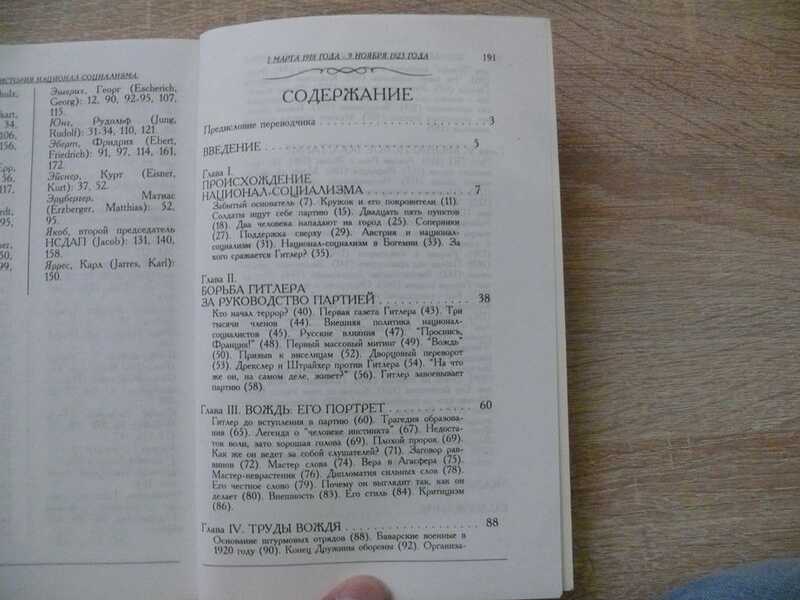 ИСТОРИЯ НАЦИОНАЛ-СОЦИАЛИЗМА.
34,
106,
156,
117,
95,
99,
Эшерих, Георг (Escherich,
Georg): 12, 90, 92-95, 107,
115.
Юнг, Рудольф (Jung,
Rudolf): 31-34, 110, 121.
Эберт, Фридрих (Ebert,
Friedrich): 91, 97, 114, 161,
172.
Эйснер, Курт (Eisner,
Kurt): 37, 52.
Эрцбергер, Матиас
(Erzberger, Matthias): 52,
95.
Якоб, второй председатель
НСДАП (Jacob): 131, 140,
158.
Яррес, Карл (Jarres, Karl):
150.
1 МАРТА 1918 ГОДА - 9 НОЯБРЯ 1923 ГОДА 191
СОДЕРЖАНИЕ
Предисловие переводчика 3
ВВЕДЕНИЕ 5
Глава I.
ПРОИСХОЖДЕНИЕ
НАЦИОНАЛ-СОЦИАЛИЗМА 7
Забытый основатель (7). Кружок и его покровители (11).
Солдаты ищут себе партию (15). Двадцать пять пунктов
(18). Два человека нападают на город (25). Соперники
(27). Поддержка сверху (29). Австрия и национал-
социализм (31). Национал-социализм в Богемии (33). За
кого сражается Гитлер? (35).
Глава II.
БОРЬБА ГИТЛЕРА
ЗА РУКОВОДСТВО ПАРТИЕЙ 38
Кто начал террор? (40). Первая газета Гитлера (43). Три
тысячи членов (44). Внешняя политика национал-
социалистов (45). Русские влияния (47). "Проснись,
Франция!" (48). Первый массовый митинг (49). "Вождь"
(50). Призыв к виселицам (52). Дворцовый переворот
(53). Дрекслер и Штрайхер против Гитлера (54). "На что
же он, на самом деле, живет?" (56). Гитлер завоевывает
партию (58).
Глава III. ВОЖДЬ: ЕГО ПОРТРЕТ 60
Гитлер до вступления в партию (60). Трагедия образова-
ния (65). Легенда о "человеке инстинкта" (67). Недоста-
ток воли, зато хорошая голова (69). Плохой пророк (69).
Как же он ведет за собой слушателей? (71). Заговор рав-
винов (72). Мастер слова (74). Вера в Агасфера (75).
Мастер-неврастения (76). Дипломатия сильных слов (78).
Его честное слово (79). Почему он выглядит так, как он
делает (80). Внешность (83). Его стиль (84). Критицизм
(86).
Глава IV. ТРУДЫ ВОЖДЯ 88
Основание штурмовых отрядов (88). Баварские военные в
1920 году (90). Конец Дружины обороны (92). Организа-